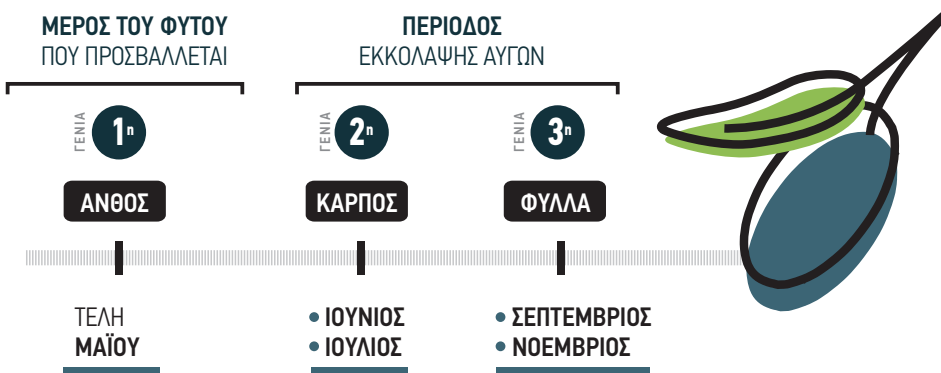 ΜΕΡΟΣ ΤΟΥ ΦΥΤΟΥ
ΠΟΥ ΠΡΟΣΒΑΛΛΕΤΑΙ
ΠΕΡΙΟΔΟΣ
ΕΚΚΟΛΑΨΗΣ ΑΥΓΩΝ
ΓΕΝΙΑ 1η
ΓΕΝΙΑ 2η
ΓΕΝΙΑ 3η
ΑΝΘΟΣ
ΚΑΡΠΟΣ
ΦΥΛΛΑ
ΤΕΛΗ
ΜΑΪΟΥ
• ΙΟΥΝΙΟΣ
• ΙΟΥΛΙΟΣ
• ΣΕΠΤΕΜΒΡΙΟΣ
• ΝΟΕΜΒΡΙΟΣ